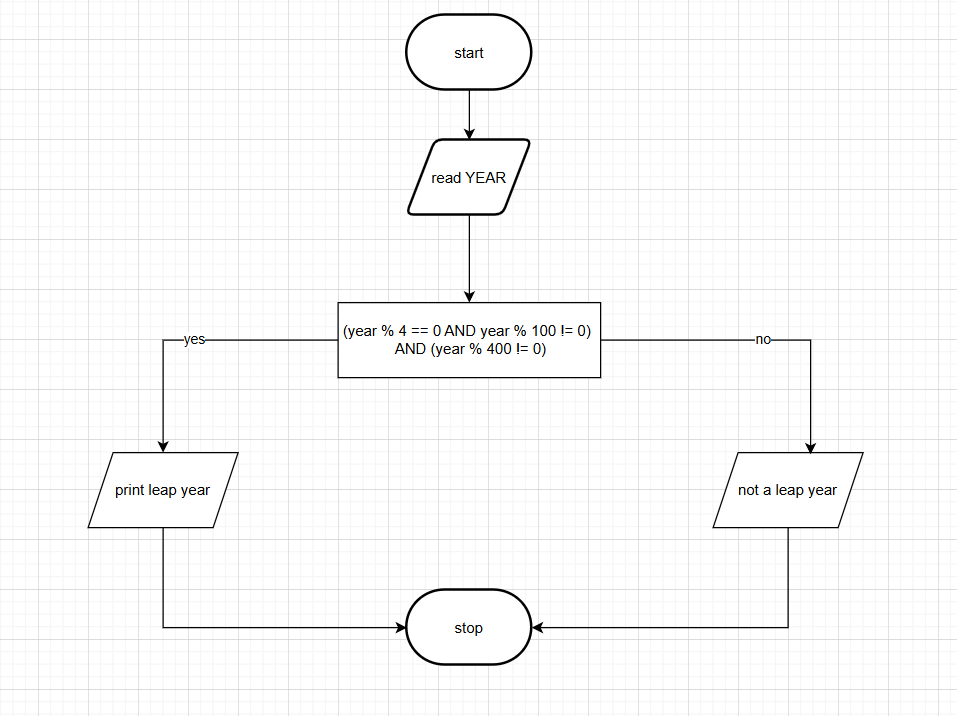 start
read YEAR
(year % 4 == 0 AND year % 100 != 0)
AND (year % 400 != 0)
yes
no
print leap year
not a leap year
stop